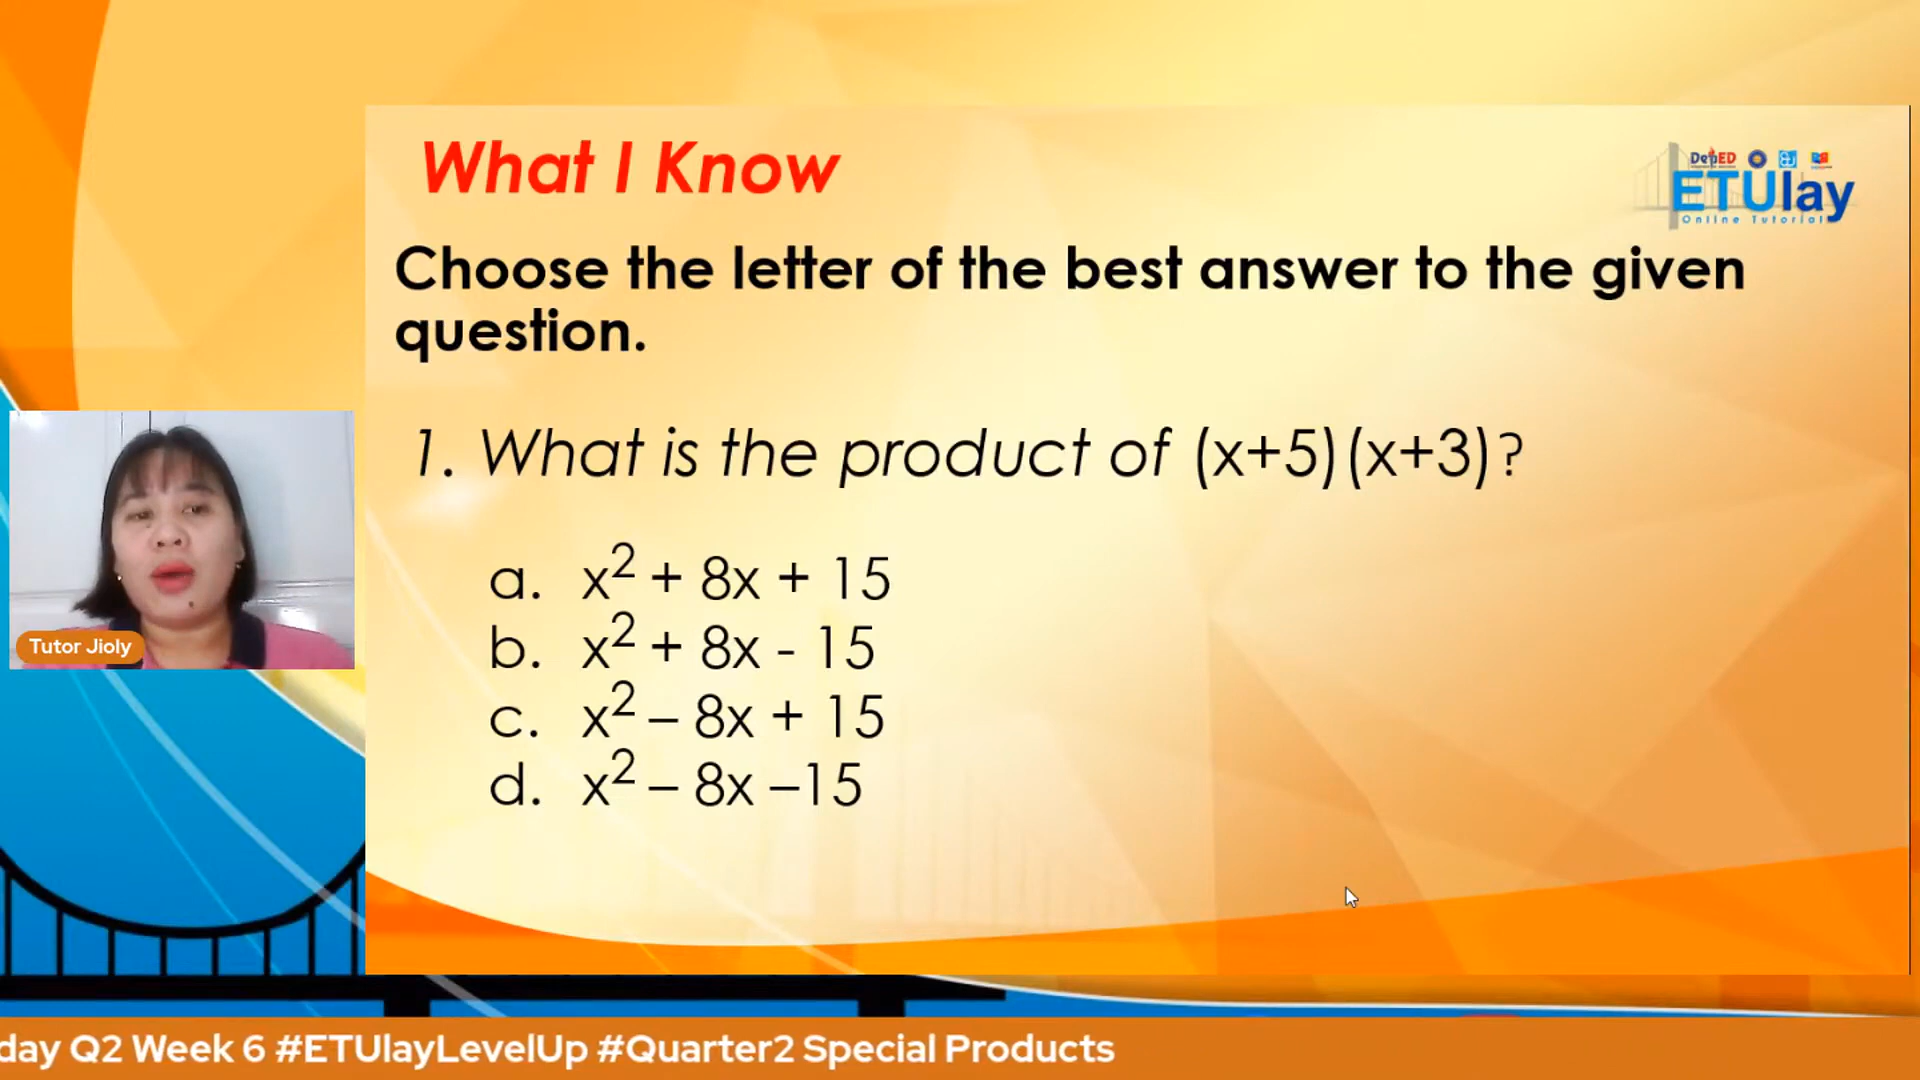 What I Know
DepED
ETUlay
Online Tutorial
Choose the letter of the best answer to the given
question.
1. What is the product of (x+5)(x+3)?
a. x² + 8x + 15
b. x² + 8x - 15
c. x² – 8x + 15
d. x² – 8x –15
Tutor Jioly
day Q2 Week 6 #ETUlayLevelUp #Quarter2 Special Products